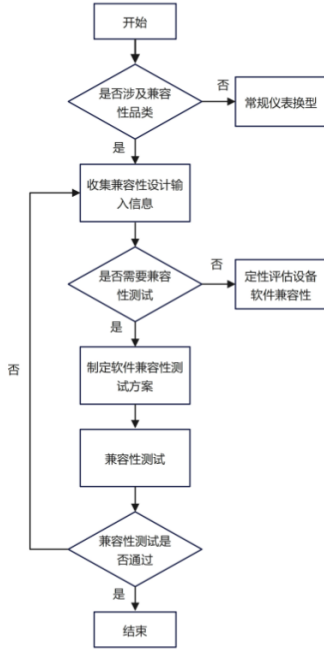 开始
是否涉及兼容
性品类
否
常规仪表换型
是
收集兼容性设计输
入信息
是否需要兼容
性测试
否
定性评估设备
软件兼容性
是
制定软件兼容性测
试方案
否
兼容性测试
兼容性测试是
否通过
是
结束